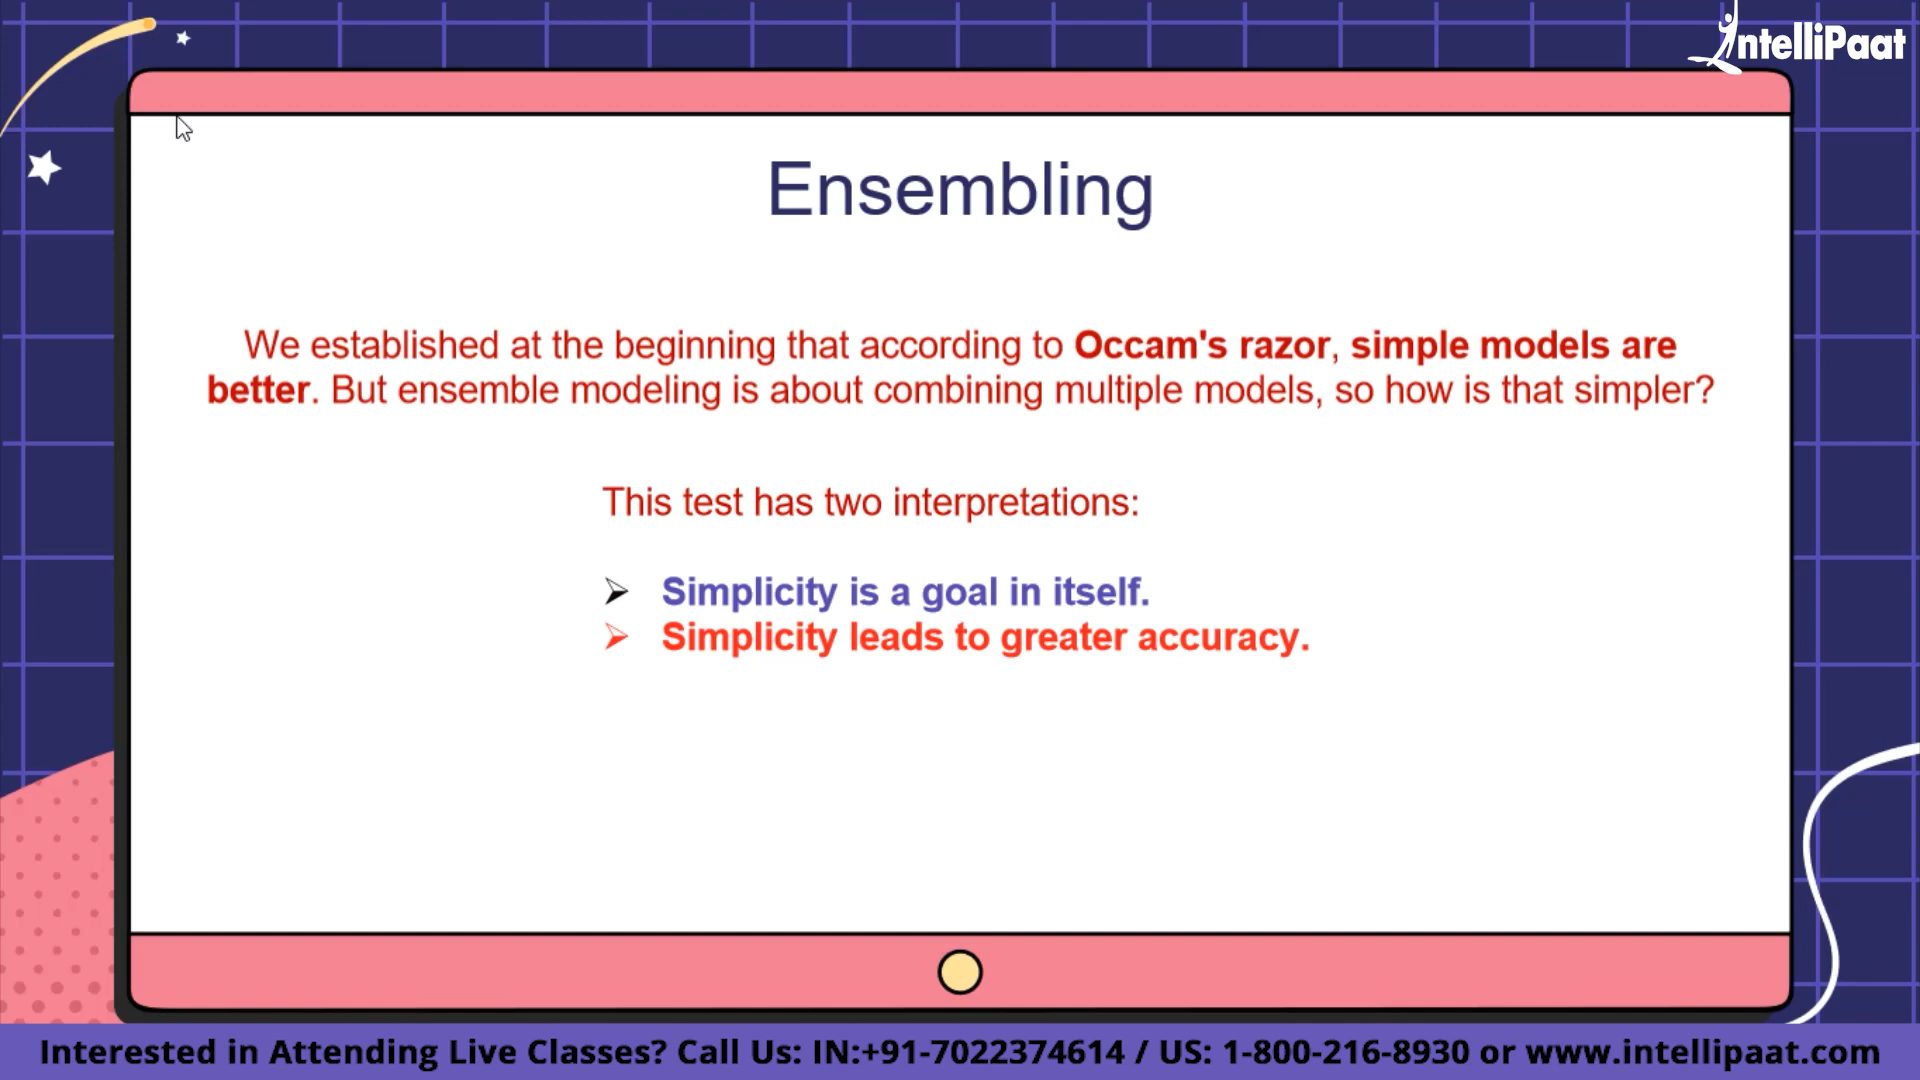 IntelliPaat
Ensembling
We established at the beginning that according to Occam's razor, simple models are
better. But ensemble modeling is about combining multiple models, so how is that simpler?
This test has two interpretations:
Simplicity is a goal in itself.
Simplicity leads to greater accuracy.
Interested in Attending Live Classes? Call Us: IN:+91-7022374614 / US: 1-800-216-8930 or www.intellipaat.com